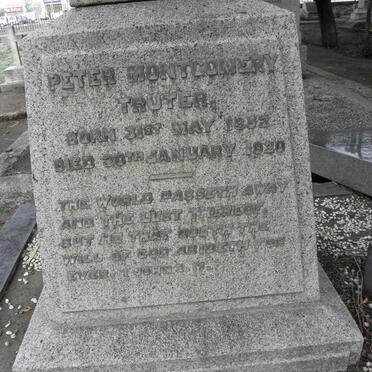 PETER MONTGOMERY
TRUTER.
BORN 31ST MAY
DIED 30TH JANUARY 1920
THE WORLD PASSETH AWAY
AND THE LUST THEREOF,
BUT HE THAT DOETH THE
WILL OF GOD ABIDETH FOR
EVER.